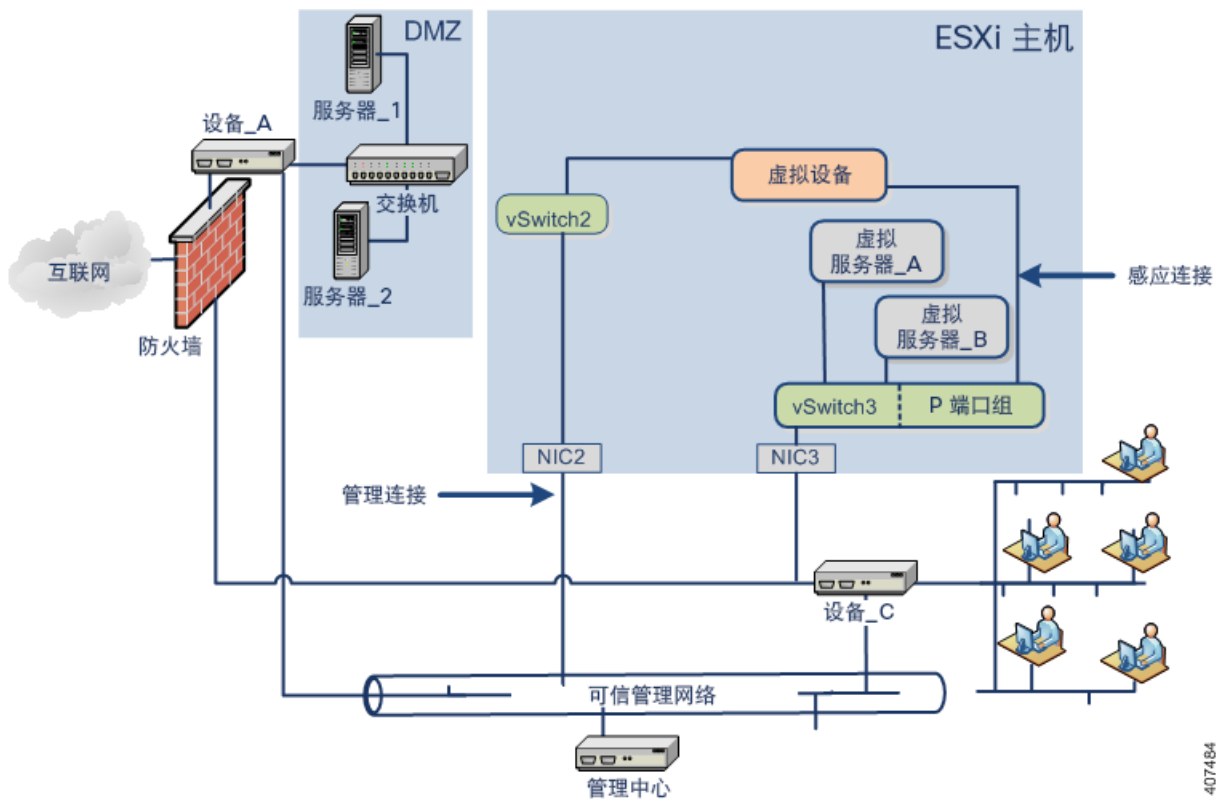 DMZ
ESXi 主机
服务器_1
设备_A
交换机
虚拟设备
vSwitch2
虚拟
服务器_A
互联网
感应连接
服务器_2
虚拟
服务器_B
防火墙
vSwitch3
P 端口组
NIC2
NIC3
管理连接
设备_C
可信管理网络
管理中心
407484